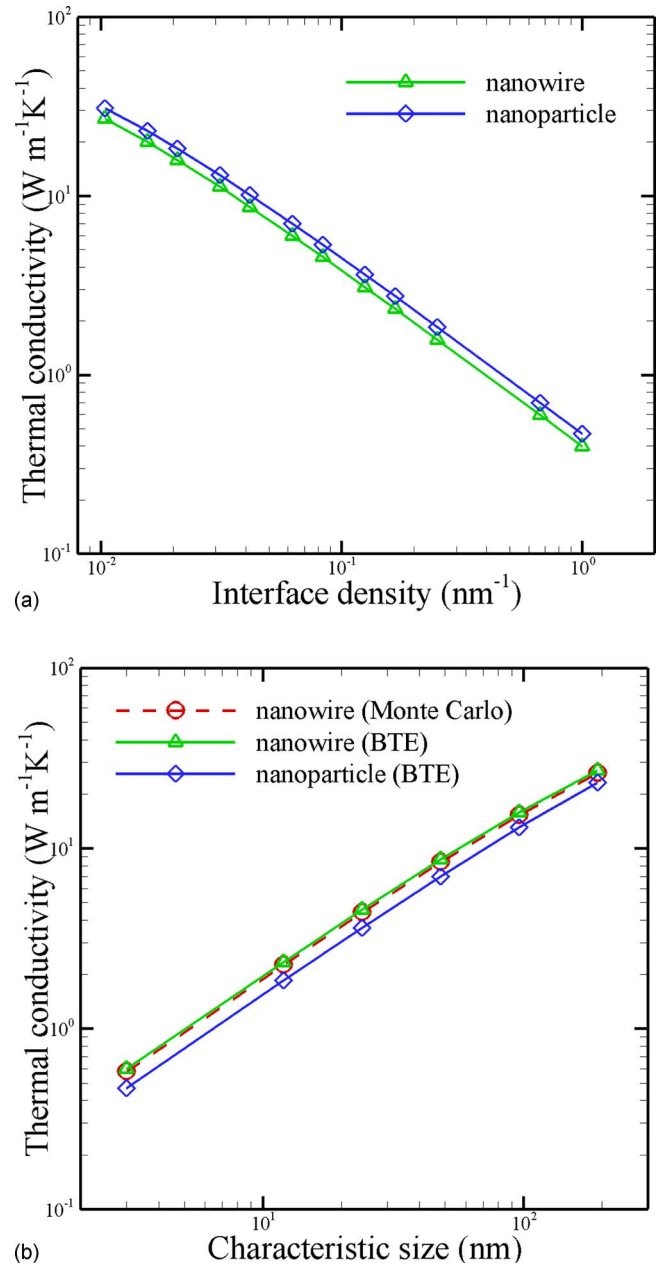 10²
nanowire
nanoparticle
Thermal conductivity (W m⁻¹K⁻¹)
10¹
10⁰
10⁻¹
10⁻²
10⁻¹
10⁰
(a)
Interface density (nm⁻¹)
10²
nanowire (Monte Carlo)
nanowire (BTE)
nanoparticle (BTE)
Thermal conductivity (W m⁻¹K⁻¹)
10¹
10⁰
10⁻¹
10¹
10²
(b)
Characteristic size (nm)